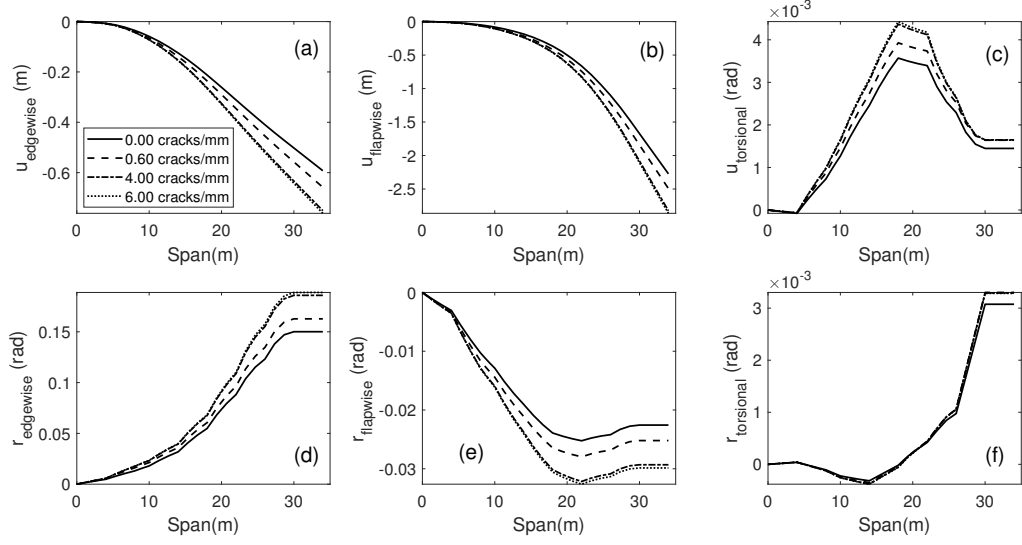 0
-0.2
-0.4
-0.6
u_edgewise (m)
(a)
0.00 cracks/mm
0.60 cracks/mm
4.00 cracks/mm
6.00 cracks/mm
0 10 20 30
Span(m)
0
-0.5
-1
-1.5
-2
-2.5
u_flapwise (m)
(b)
0 10 20 30
Span(m)
×10^-3
4
3
2
1
0
u_torsional (rad)
(c)
0 10 20 30
Span(m)
0.15
0.1
0.05
0
r_edgewise (rad)
(d)
0 10 20 30
Span(m)
0
-0.01
-0.02
-0.03
r_flapwise (rad)
(e)
0 10 20 30
Span(m)
×10^-3
3
2
1
0
r_torsional (rad)
(f)
0 10 20 30
Span(m)